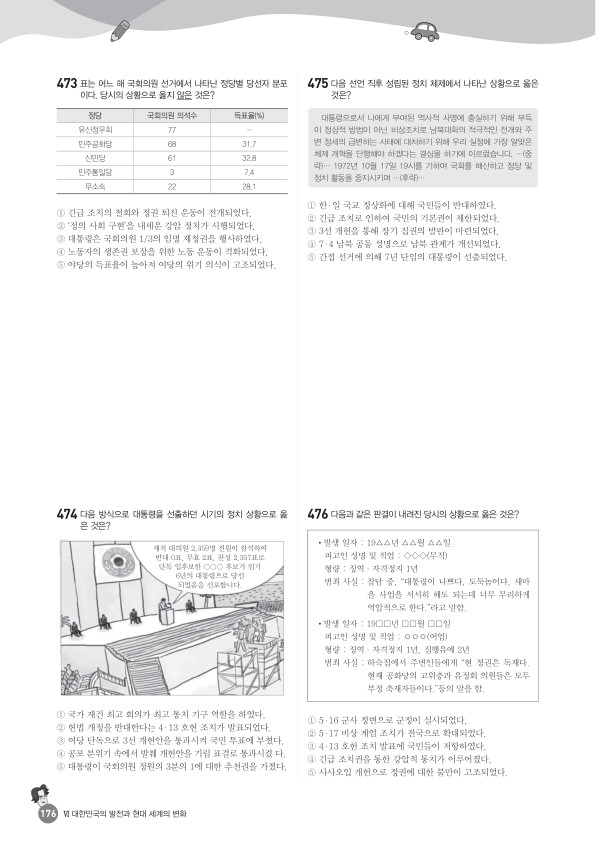 473 표는 어느 해 국회의원 선거에서 나타난 정당별 당선자 분포
이다. 당시의 상황으로 옳지 않은 것은?
정당 국회의원 의석수 득표율(%)
유신정우회 77 -
민주공화당 68 31.7
신민당 61 32.8
민주통일당 3 7.4
무소속 22 28.1
① 긴급 조치의 철회와 정권 퇴진 운동이 전개되었다.
② '정의 사회 구현'을 내세운 강압 정치가 시행되었다.
③ 대통령은 국회의원 1/3의 임명 제청권을 행사하였다.
④ 노동자의 생존권 보장을 위한 노동 운동이 격화되었다.
⑤ 야당의 득표율이 높아져 여당의 위기 의식이 고조되었다.
474 다음 방식으로 대통령을 선출하던 시기의 정치 상황으로 옳
은 것은?
재적 대의원 2,359명 전원이 참석하여
반대 0표, 무효 2표, 찬성 2,357표로
단독 입후보한 ○○○ 후보가 임기
6년의 대통령으로 당선
되었음을 선포합니다.
① 국가 재건 최고 회의가 최고 통치 기구 역할을 하였다.
② 헌법 개정을 반대한다는 4·13 호헌 조치가 발표되었다.
③ 여당 단독으로 3선 개헌안을 통과시켜 국민 투표에 부쳤다.
④ 공포 분위기 속에서 발췌 개헌안을 기립 표결로 통과시켰 다.
⑤ 대통령이 국회의원 정원의 3분의 1에 대한 추천권을 가졌다.
475 다음 선언 직후 성립된 정치 체제에서 나타난 상황으로 옳은
것은?
대통령으로서 나에게 부여된 역사적 사명에 충실하기 위해 부득
이 정상적 방법이 아닌 비상조치로 남북대화의 적극적인 전개와 주
변 정세의 급변하는 사태에 대처하기 위해 우리 실정에 가장 알맞은
체제 개혁을 단행해야 하겠다는 결심을 하기에 이르렀습니다. …(중
략)… 1972년 10월 17일 19시를 기하여 국회를 해산하고 정당 및
정치 활동을 중지시키며 …(후략)…
① 한·일 국교 정상화에 대해 국민들이 반대하였다.
② 긴급 조치로 인하여 국민의 기본권이 제한되었다.
③ 3선 개헌을 통해 장기 집권의 발판이 마련되었다.
④ 7·4 남북 공동 성명으로 남북 관계가 개선되었다.
⑤ 간접 선거에 의해 7년 단임의 대통령이 선출되었다.
476 다음과 같은 판결이 내려진 당시의 상황으로 옳은 것은?
• 발생 일자 : 19△△년 △△월 △△일
피고인 성명 및 직업 : ◇◇◇(무직)
형량 : 징역·자격정지 1년
범죄 사실 : 잡담 중, "대통령이 나쁘다. 도둑놈이다. 새마
을 사업을 서서히 해도 되는데 너무 무리하게
억압적으로 한다."라고 말함.
• 발생 일자 : 19□□년 □□월 □□일
피고인 성명 및 직업 : ○○○(어업)
형량 : 징역·자격정지 1년, 집행유예 2년
범죄 사실 : 하숙집에서 주변인들에게 "현 정권은 독재다.
현재 공화당의 고위층과 유정회 의원들은 모두
부정 축재자들이다."등의 말을 함.
① 5·16 군사 정변으로 군정이 실시되었다.
② 5·17 비상 계엄 조치가 전국으로 확대되었다.
③ 4·13 호헌 조치 발표에 국민들이 저항하였다.
④ 긴급 조치권을 통한 강압적 통치가 이루어졌다.
⑤ 사사오입 개헌으로 정권에 대한 불만이 고조되었다.
176 Ⅵ 대한민국의 발전과 현대 세계의 변화